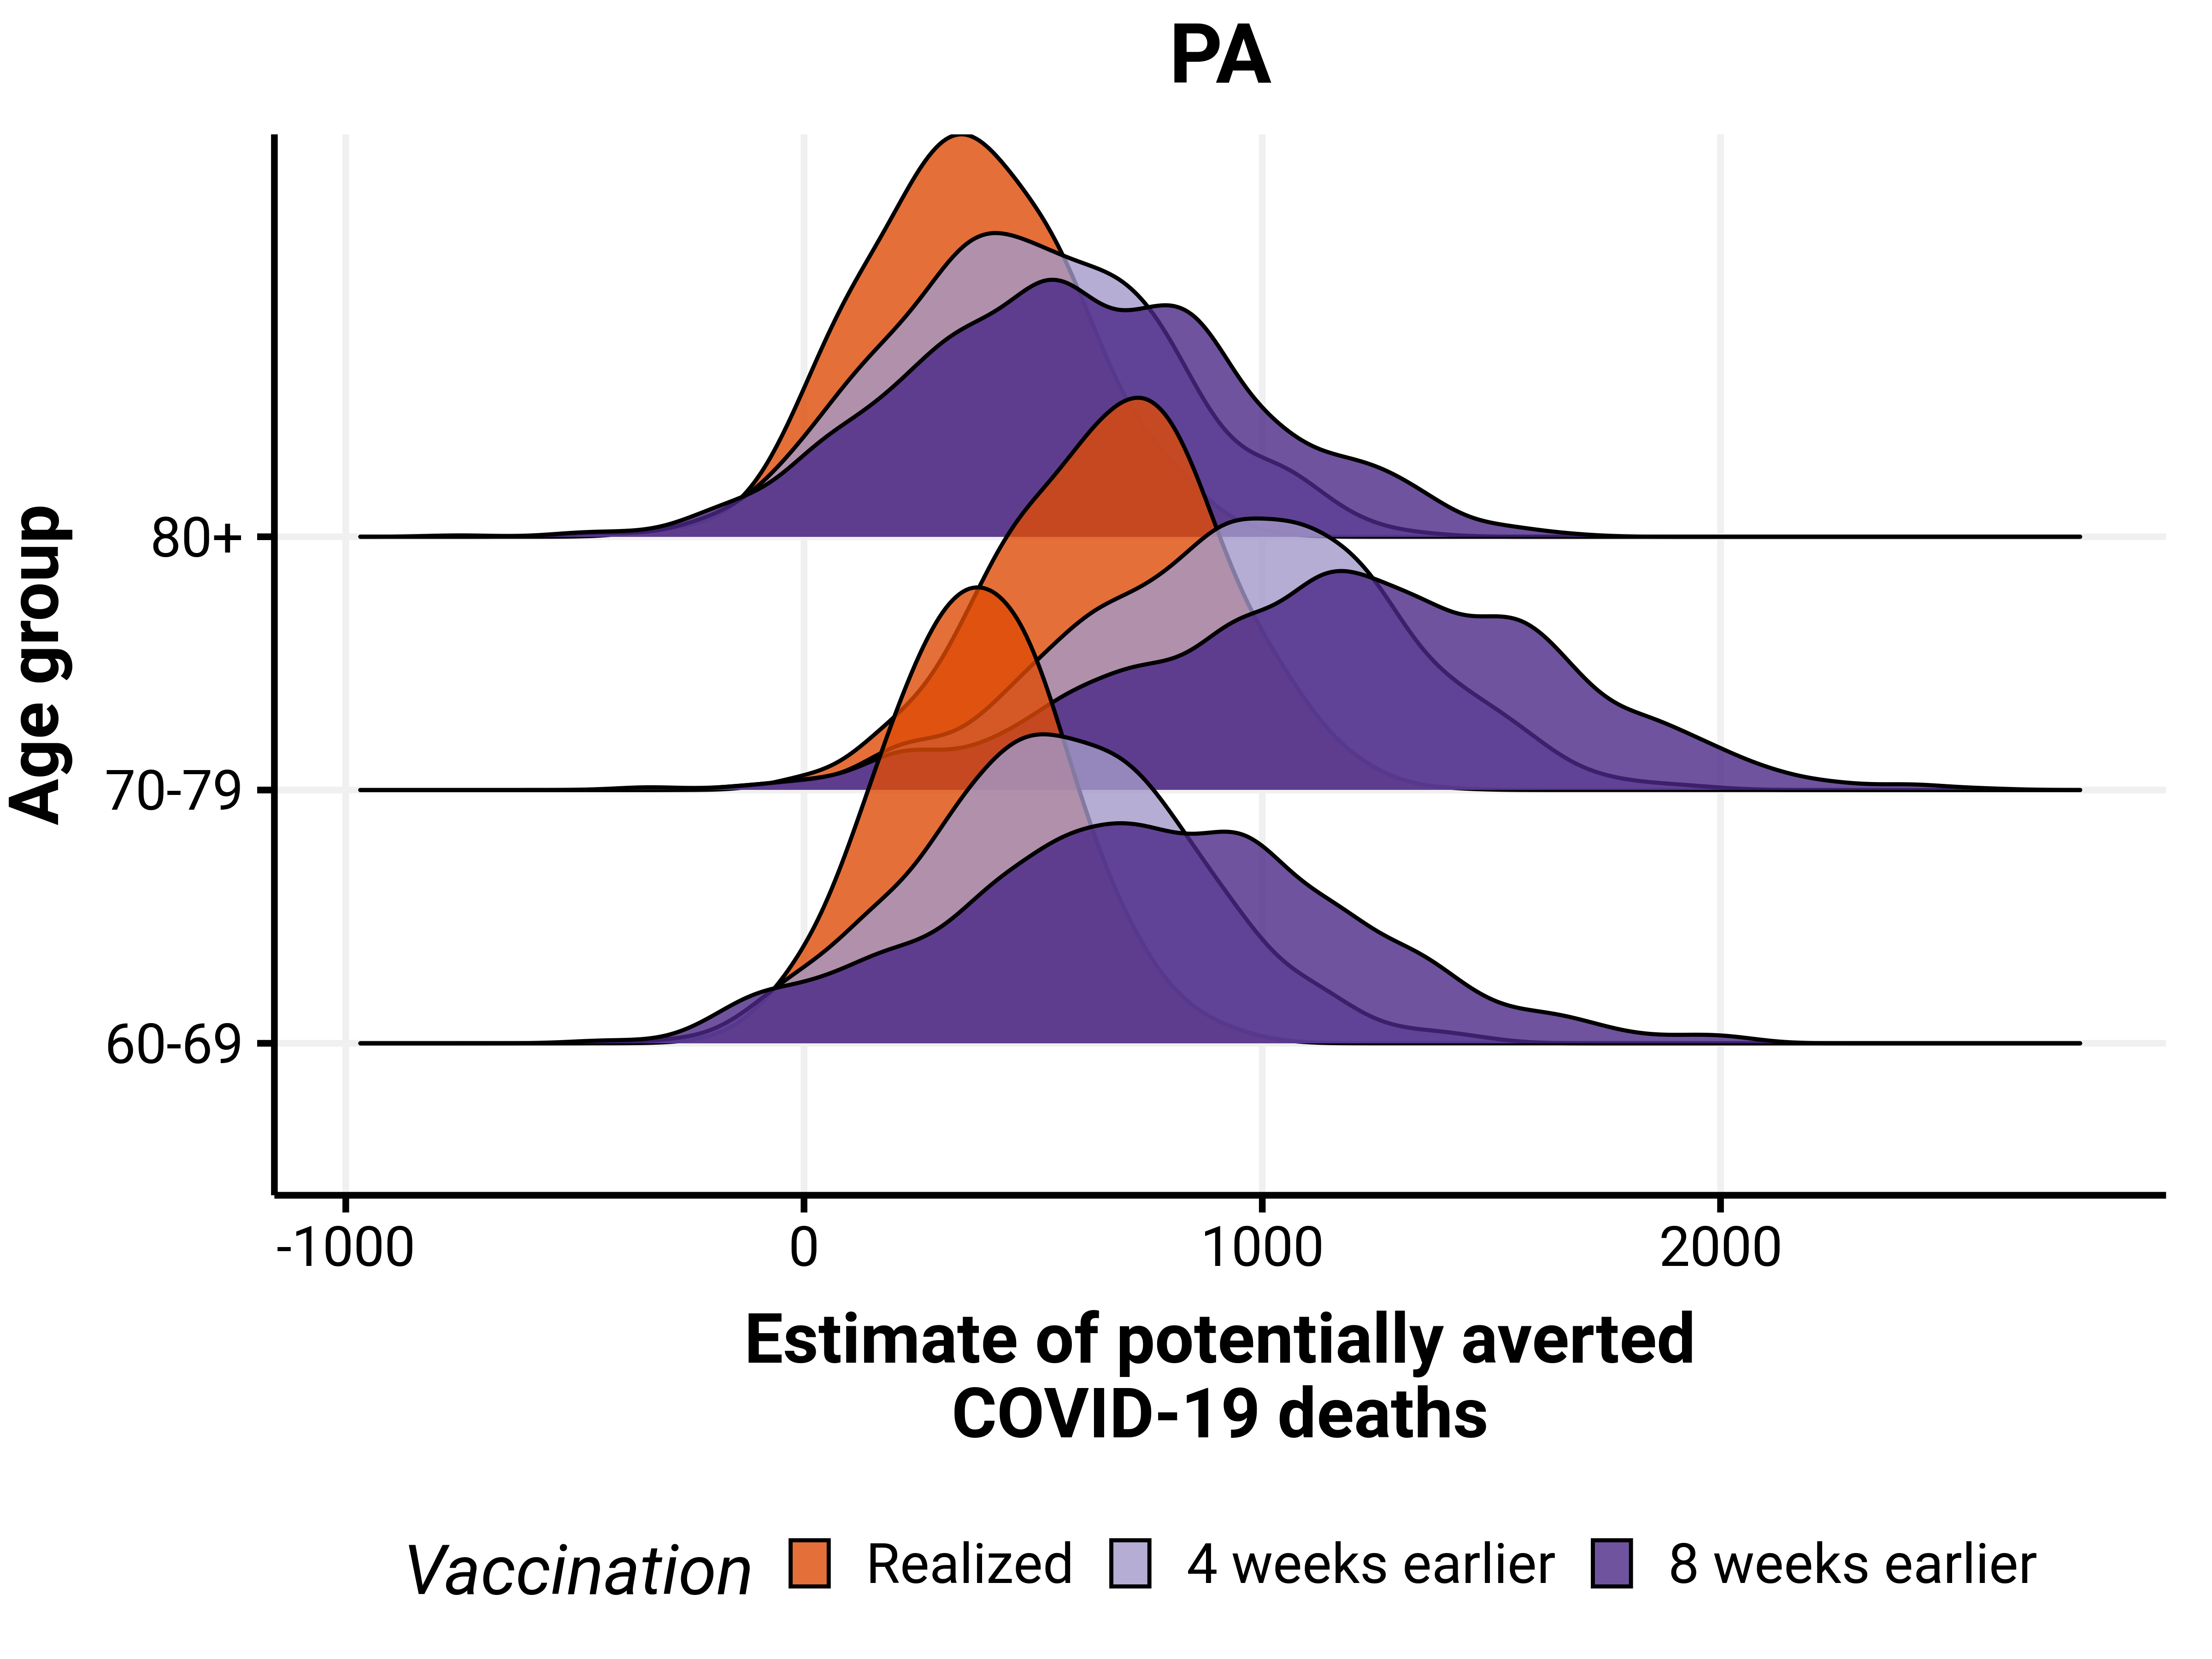 PA
Age group
80+
70-79
60-69
-1000 0 1000 2000
Estimate of potentially averted
COVID-19 deaths
Vaccination Realized 4 weeks earlier 8 weeks earlier